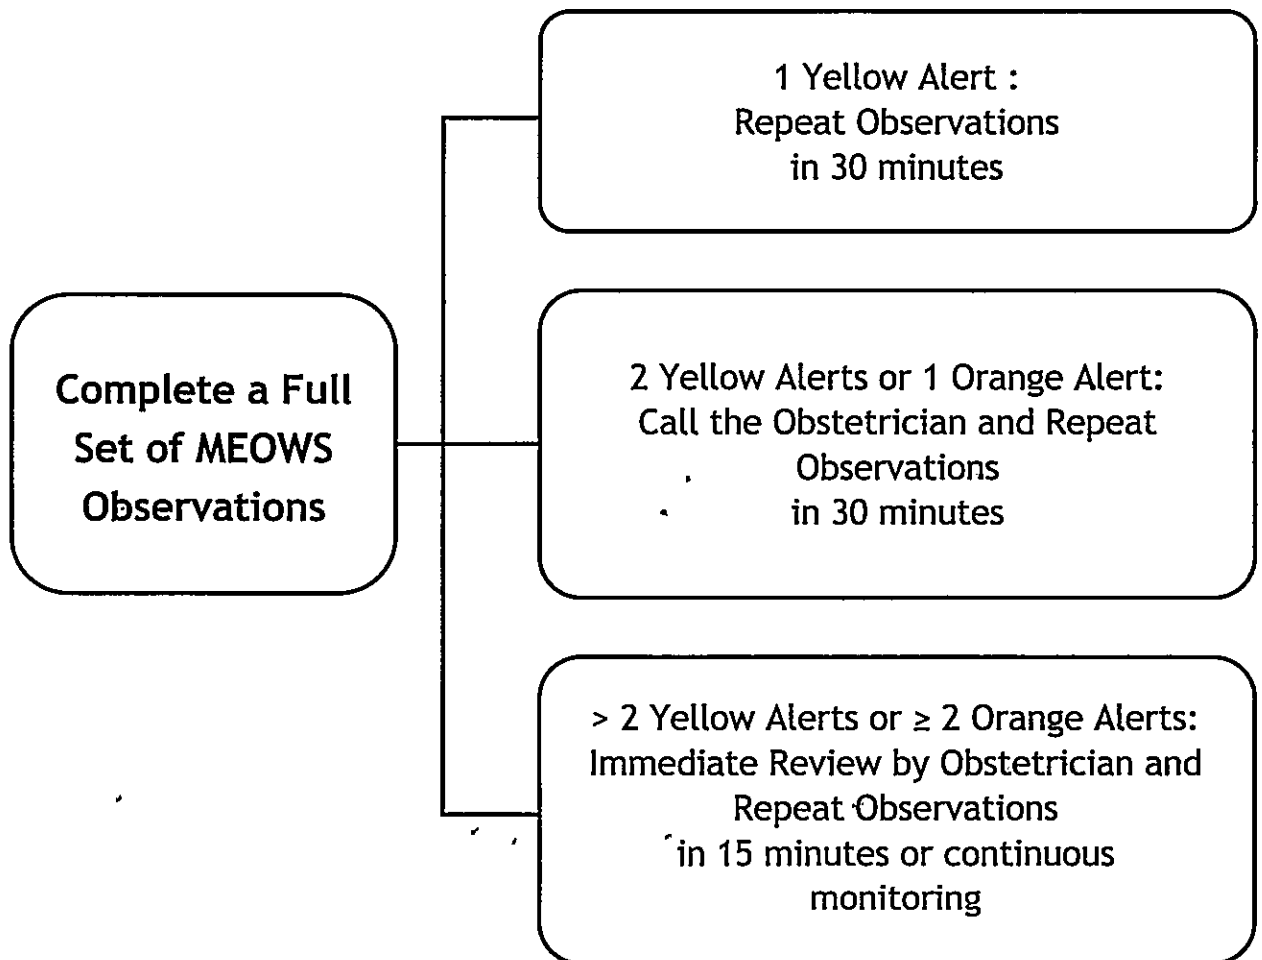 Complete a Full
Set of MEOWS
Observations
1 Yellow Alert :
Repeat Observations
in 30 minutes
2 Yellow Alerts or 1 Orange Alert:
Call the Obstetrician and Repeat
Observations
in 30 minutes
> 2 Yellow Alerts or ≥ 2 Orange Alerts:
Immediate Review by Obstetrician and
Repeat Observations
in 15 minutes or continuous
monitoring